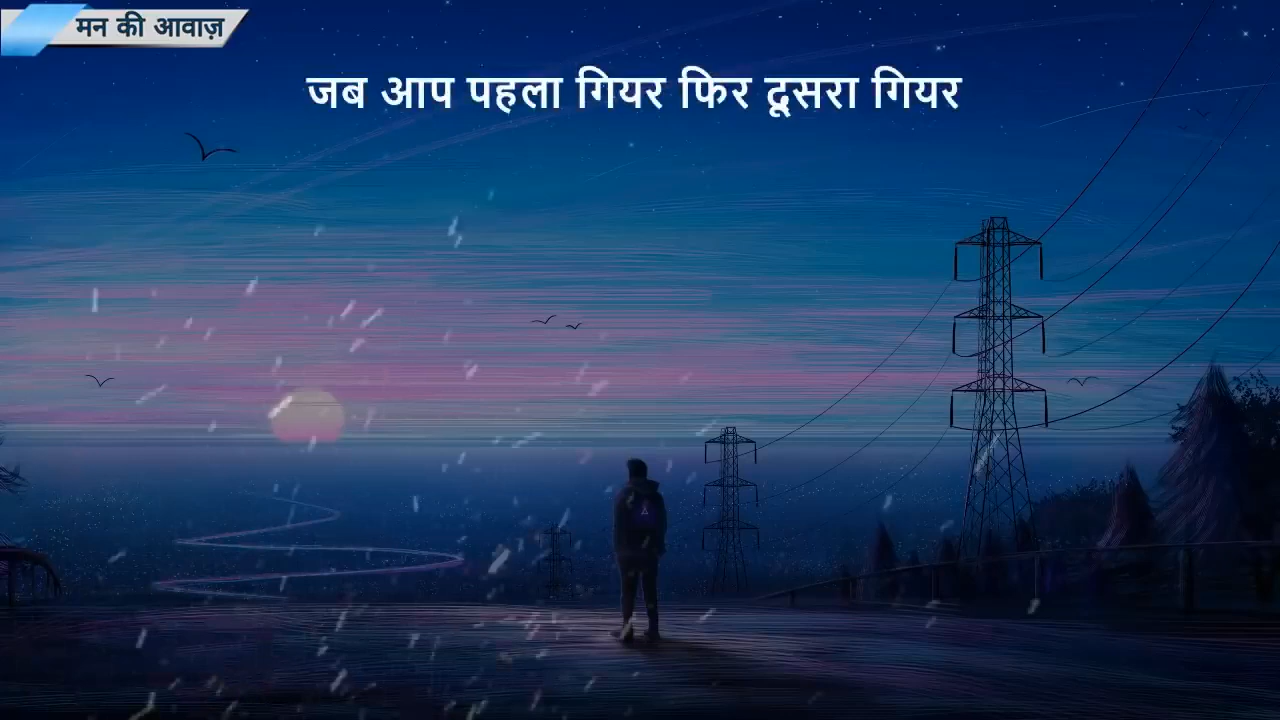 मन की आवाज़
जब आप पहला गियर फिर दूसरा गियर